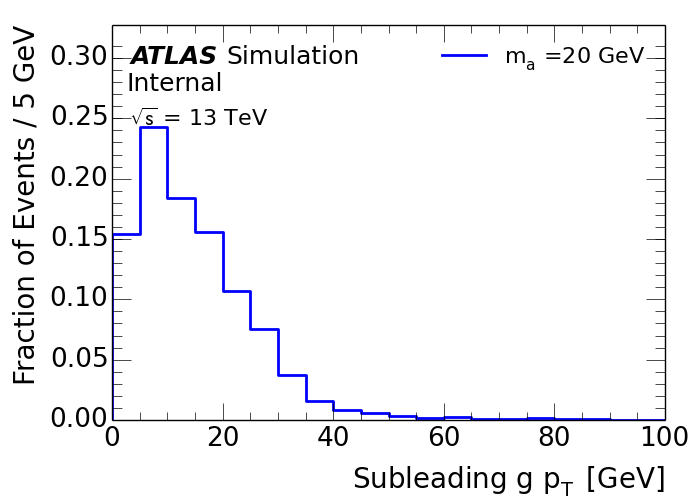 ATLAS Simulation
Internal
√s = 13 TeV
mₐ =20 GeV
Fraction of Events / 5 GeV
0.30
0.25
0.20
0.15
0.10
0.05
0.00
0 20 40 60 80 100
Subleading g p_T [GeV]